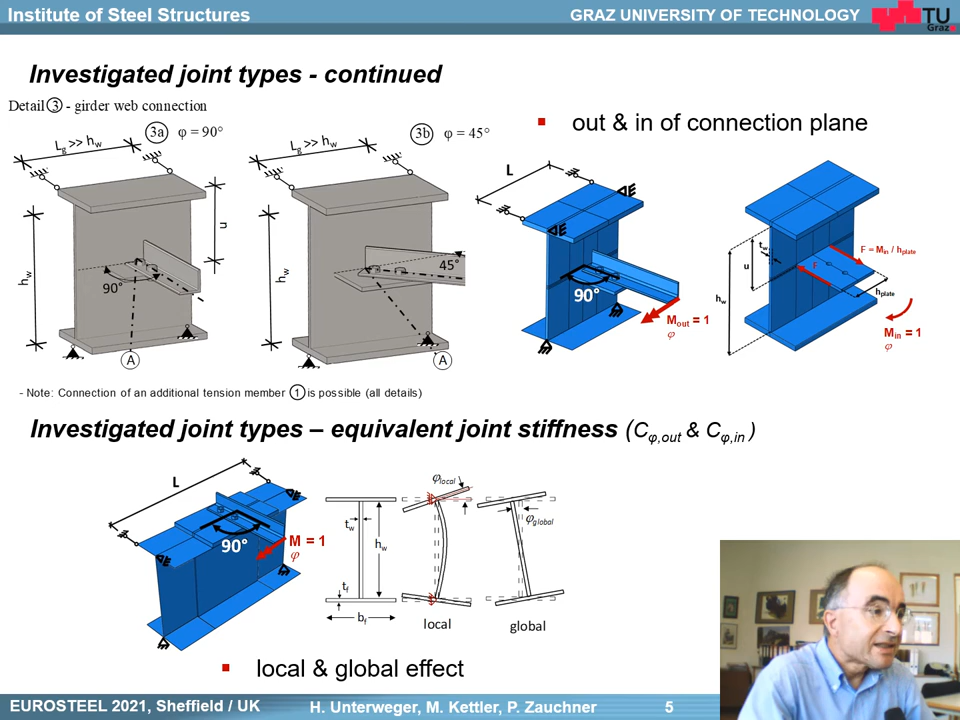 Institute of Steel Structures
GRAZ UNIVERSITY OF TECHNOLOGY
TU
Graz
Investigated joint types - continued
Detail 3 - girder web connection
3a φ = 90°
3b φ = 45°
▪ out & in of connection plane
Lg >> hw
hw
u
90°
A
Lg >> hw
hw
45°
A
L
90°
Mout = 1
φ
tw
u
hw
F = Min / hplate
F
hplate
Min = 1
φ
- Note: Connection of an additional tension member 1 is possible (all details)
Investigated joint types – equivalent joint stiffness (Cφ,out & Cφ,in )
L
90°
M = 1
φ
tw
hw
tf
bf
φlocal
local
φglobal
global
▪ local & global effect
EUROSTEEL 2021, Sheffield / UK
H. Unterweger, M. Kettler, P. Zauchner
5